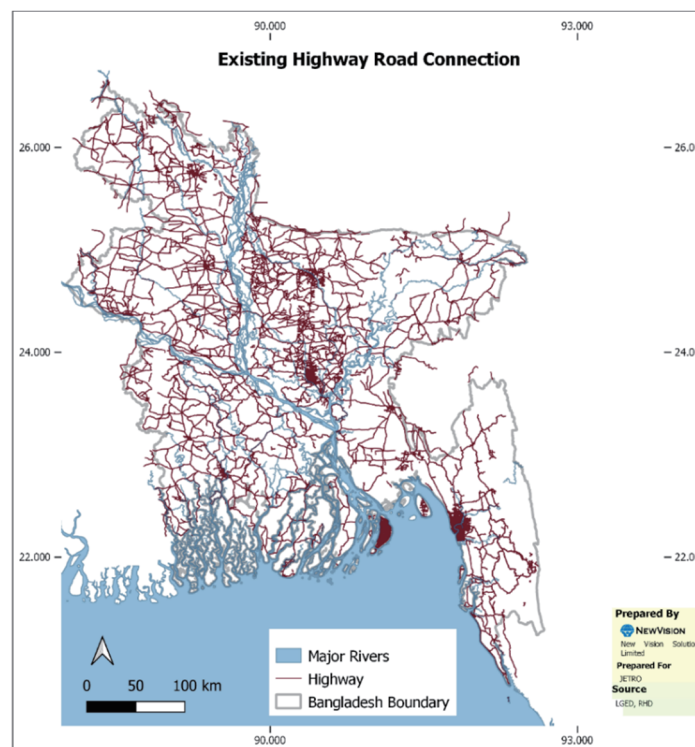 90.000 93.000
Existing Highway Road Connection
26.000 26.0
24.000 24.0
22.000 22.0
Major Rivers
Highway
Bangladesh Boundary
0 50 100 km
90.000 93.000
Prepared By
NEWVISION
New Vision Solutio
Limited
Prepared For
JETRO
Source
LGED, RHD